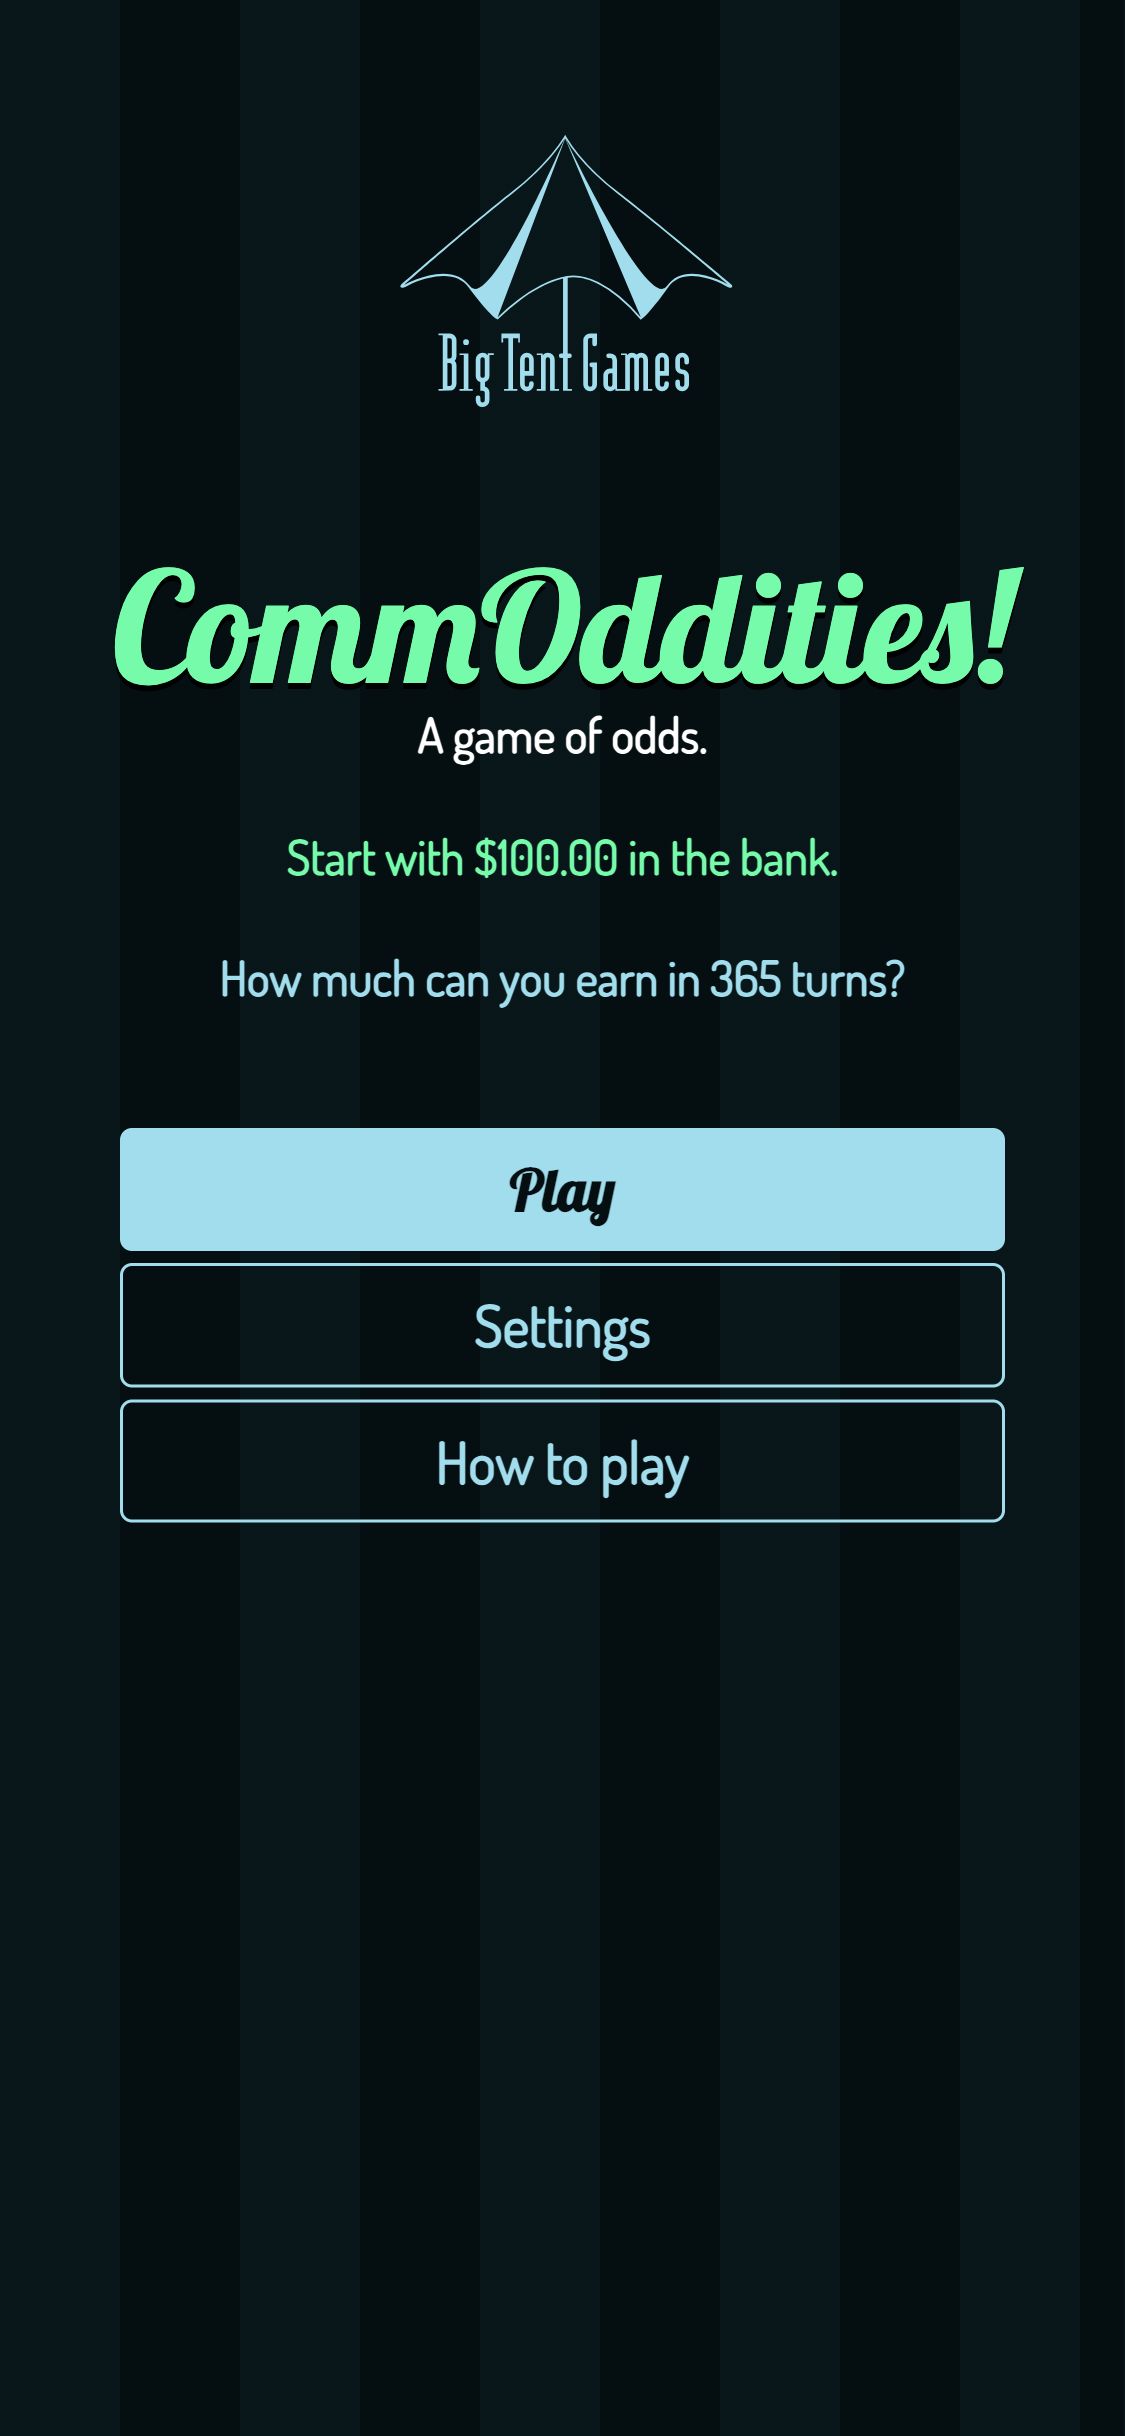 Big Tent Games
CommOddities!
A game of odds.
Start with $100.00 in the bank.
How much can you earn in 365 turns?
Play
Settings
How to play